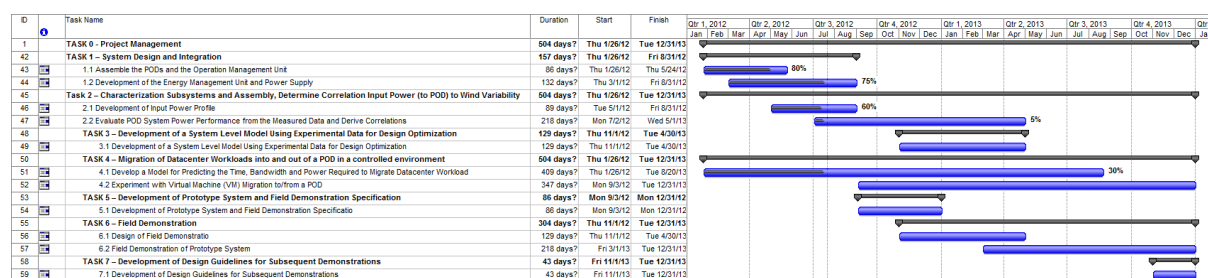 ID Task Name Duration Start Finish Qtr 1, 2012 Qtr 2, 2012 Qtr 3, 2012 Qtr 4, 2012 Qtr 1, 2013 Qtr 2, 2013 Qtr 3, 2013 Qtr 4, 2013 Qtr
Jan Feb Mar Apr May Jun Jul Aug Sep Oct Nov Dec Jan Feb Mar Apr May Jun Jul Aug Sep Oct Nov Dec Ja
1 TASK 0 - Project Management 504 days? Thu 1/26/12 Tue 12/31/13
42 TASK 1 – System Design and Integration 157 days? Thu 1/26/12 Fri 8/31/12
43 1.1 Assemble the PODs and the Operation Management Unit 86 days? Thu 1/26/12 Thu 5/24/12 80%
44 1.2 Development of the Energy Management Unit and Power Supply 132 days? Thu 3/1/12 Fri 8/31/12 75%
45 Task 2 – Characterization Subsystems and Assembly, Determine Correlation Input Power (to POD) to Wind Variability 504 days? Thu 1/26/12 Tue 12/31/13
46 2.1 Development of Input Power Profile 89 days? Tue 5/1/12 Fri 8/31/12 60%
47 2.2 Evaluate POD System Power Performance from the Measured Data and Derive Correlations 218 days? Mon 7/2/12 Wed 5/1/13 5%
48 TASK 3 – Development of a System Level Model Using Experimental Data for Design Optimization 129 days? Thu 11/1/12 Tue 4/30/13
49 3.1 Development of a System Level Model Using Experimental Data for Design Optimization 129 days? Thu 11/1/12 Tue 4/30/13
50 TASK 4 – Migration of Datacenter Workloads into and out of a POD in a controlled environment 504 days? Thu 1/26/12 Tue 12/31/13
51 4.1 Develop a Model for Predicting the Time, Bandwidth and Power Required to Migrate Datacenter Workload 409 days? Thu 1/26/12 Tue 8/20/13 30%
52 4.2 Experiment with Virtual Machine (VM) Migration to/from a POD 347 days? Mon 9/3/12 Tue 12/31/13
53 TASK 5 – Development of Prototype System and Field Demonstration Specification 86 days? Mon 9/3/12 Mon 12/31/12
54 5.1 Development of Prototype System and Field Demonstration Specificatio 86 days? Mon 9/3/12 Mon 12/31/12
55 TASK 6 – Field Demonstration 304 days? Thu 11/1/12 Tue 12/31/13
56 6.1 Design of Field Demonstratio 129 days? Thu 11/1/12 Tue 4/30/13
57 6.2 Field Demonstration of Prototype System 218 days? Fri 3/1/13 Tue 12/31/13
58 TASK 7 – Development of Design Guidelines for Subsequent Demonstrations 43 days? Fri 11/1/13 Tue 12/31/13
59 7.1 Development of Design Guidelines for Subsequent Demonstrations 43 days? Fri 11/1/13 Tue 12/31/13